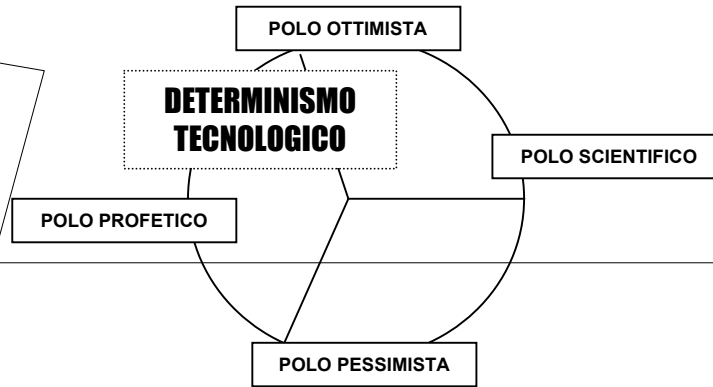 POLO OTTIMISTA
DETERMINISMO
TECNOLOGICO
POLO SCIENTIFICO
POLO PROFETICO
POLO PESSIMISTA